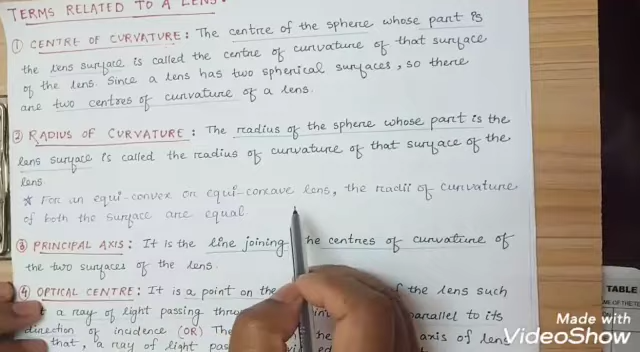 TERMS RELATED TO A LENS:
① CENTRE OF CURVATURE: The centre of the sphere whose part is
the lens surface is called the centre of curvature of that surface
of the lens. Since a lens has two spherical surfaces, so there
are two centres of curvature of a lens.
② RADIUS OF CURVATURE: The radius of the sphere whose part is the
lens surface is called the radius of curvature of that surface of the
lens.
* For an equi-convex or equi-concave lens, the radii of curvature
of both the surface are equal.
③ PRINCIPAL AXIS: It is the line joining the centres of curvature of
the two surfaces of the lens.
④ OPTICAL CENTRE: It is a point on the of the lens such
a ray of light passing parallel to its
direction of incidence (OR) The axis of lens
that, a ray of light
TABLE
Made with
VideoShow